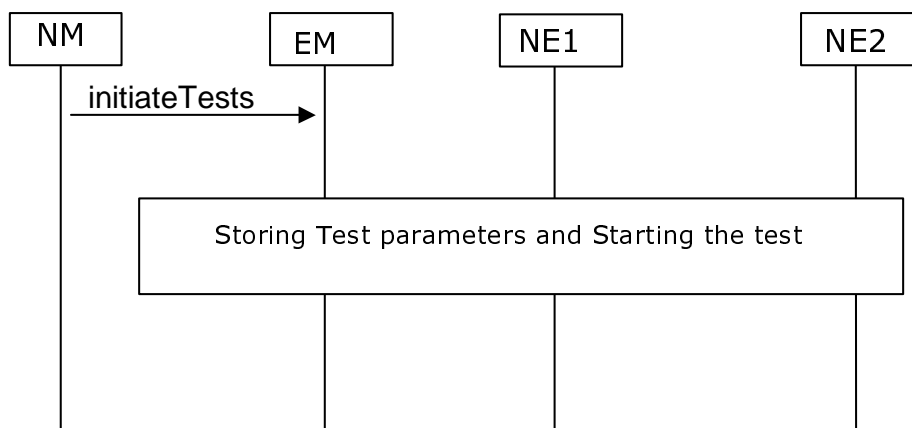 NM
EM
NE1
NE2
initiateTests
Storing Test parameters and Starting the test